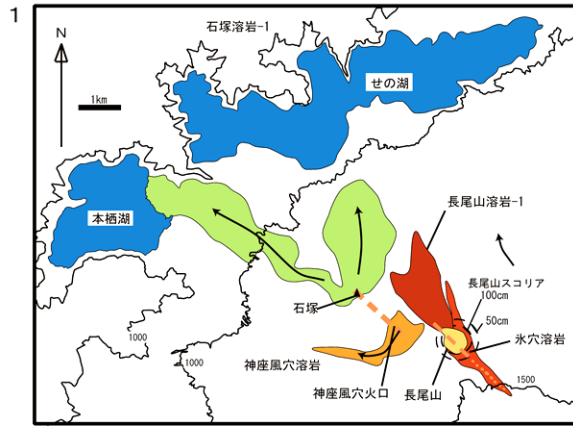 1
石塚溶岩-1
N
せの湖
1km
本栖湖
長尾山溶岩-1
長尾山スコリア
100cm
50cm
石塚
氷穴溶岩
1000
1000
神座風穴溶岩
神座風穴火口
長尾山
1500